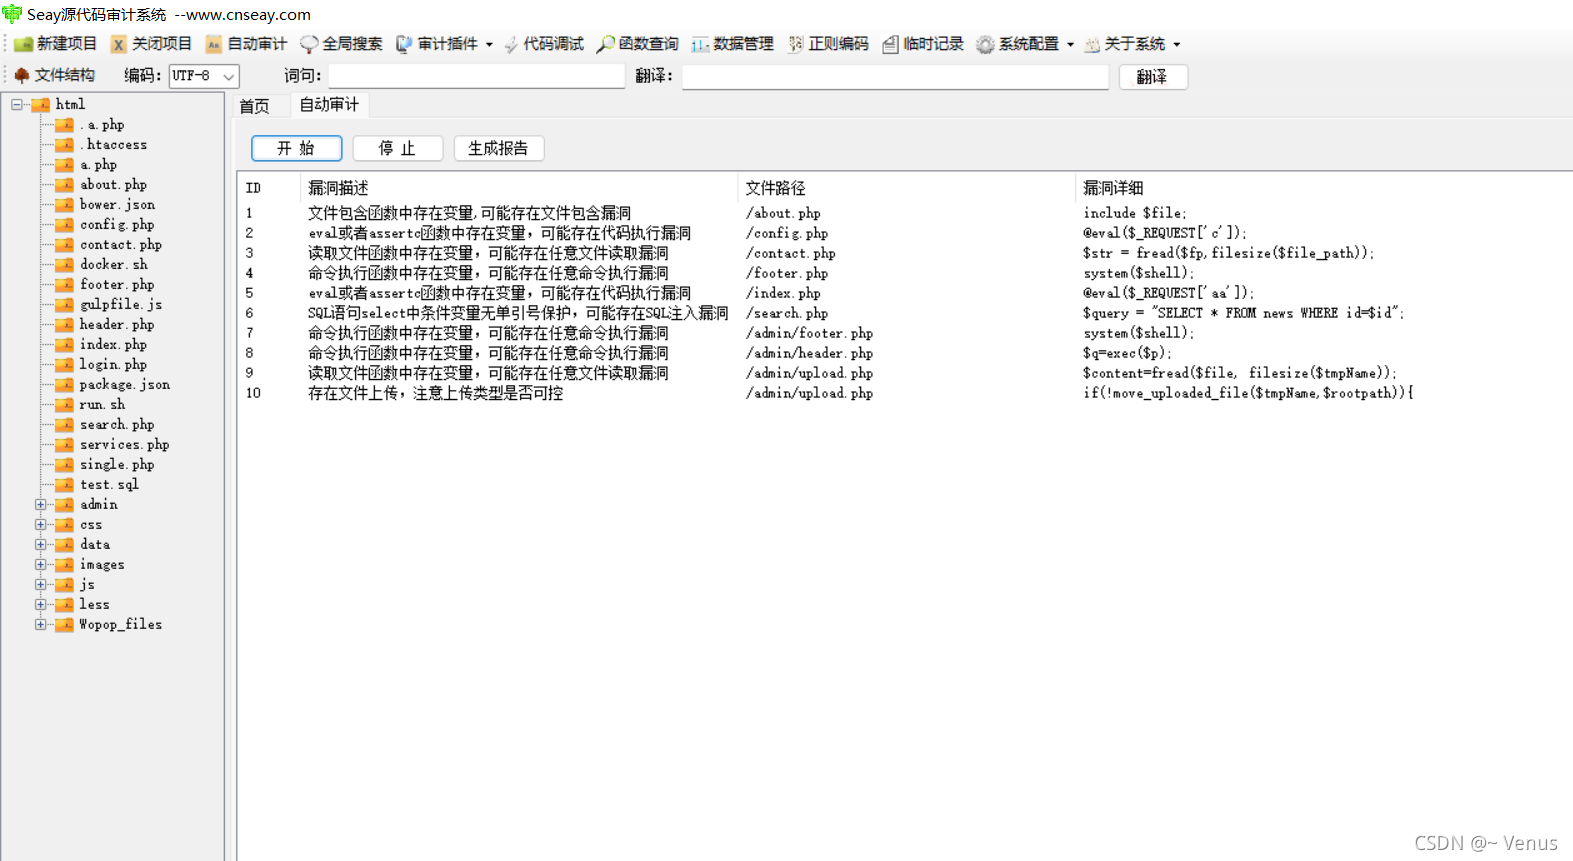 Seay源代码审计系统 --www.cnseay.com
新建项目 关闭项目 自动审计 全局搜索 审计插件 代码调试 函数查询 数据管理 正则编码 临时记录 系统配置 关于系统
文件结构 编码: UTF-8 词句: 翻译: 翻译
html
.a.php
.htaccess
a.php
about.php
bower.json
config.php
contact.php
docker.sh
footer.php
gulpfile.js
header.php
index.php
login.php
package.json
run.sh
search.php
services.php
single.php
test.sql
admin
css
data
images
js
less
Wopop_files
首页 自动审计
开 始 停 止 生成报告
ID 漏洞描述 文件路径 漏洞详细
1 文件包含函数中存在变量,可能存在文件包含漏洞 /about.php include $file;
2 eval或者assertc函数中存在变量，可能存在代码执行漏洞 /config.php @eval($_REQUEST['c']);
3 读取文件函数中存在变量，可能存在任意文件读取漏洞 /contact.php $str = fread($fp,filesize($file_path));
4 命令执行函数中存在变量，可能存在任意命令执行漏洞 /footer.php system($shell);
5 eval或者assertc函数中存在变量，可能存在代码执行漏洞 /index.php @eval($_REQUEST['aa']);
6 SQL语句select中条件变量无单引号保护，可能存在SQL注入漏洞 /search.php $query = "SELECT * FROM news WHERE id=$id";
7 命令执行函数中存在变量，可能存在任意命令执行漏洞 /admin/footer.php system($shell);
8 命令执行函数中存在变量，可能存在任意命令执行漏洞 /admin/header.php $q=exec($p);
9 读取文件函数中存在变量，可能存在任意文件读取漏洞 /admin/upload.php $content=fread($file, filesize($tmpName));
10 存在文件上传，注意上传类型是否可控 /admin/upload.php if(!move_uploaded_file($tmpName,$rootpath)){
CSDN @~ Venus